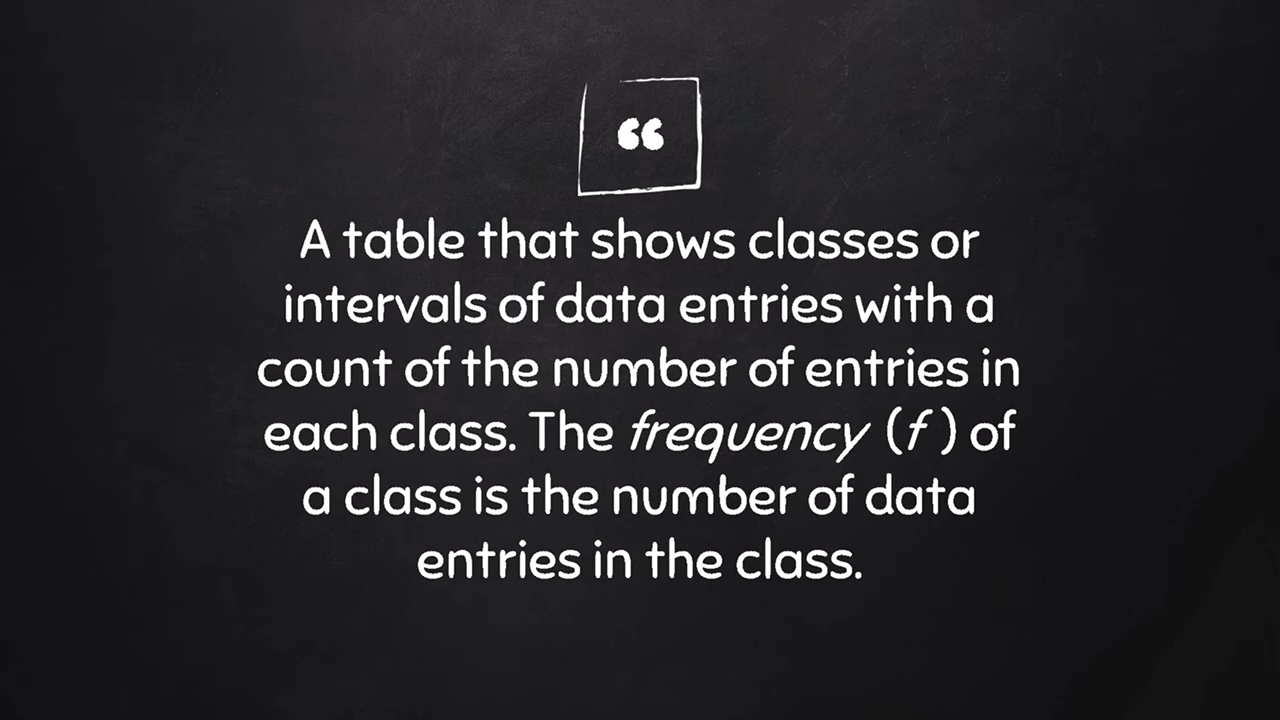 “
A table that shows classes or
intervals of data entries with a
count of the number of entries in
each class. The frequency (f ) of
a class is the number of data
entries in the class.